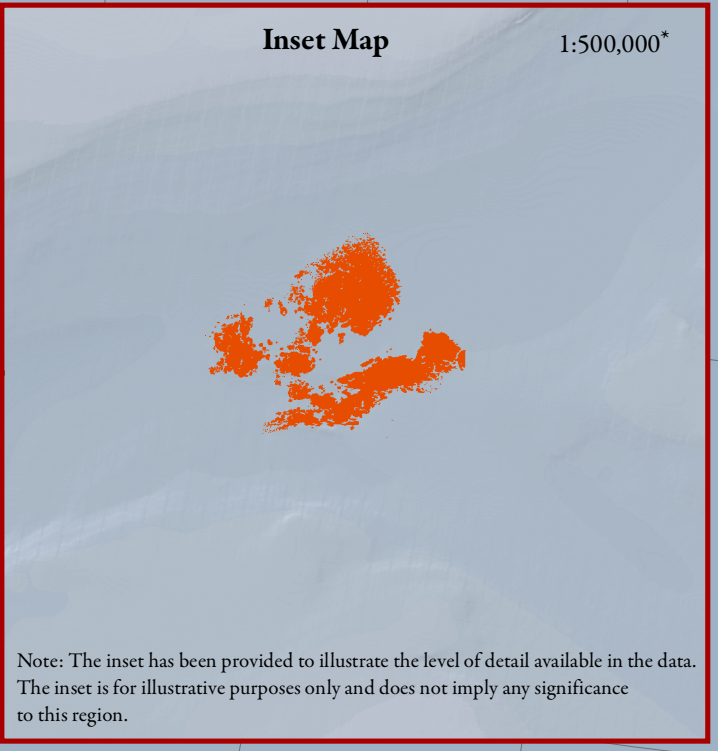 Inset Map
1:500,000*
Note: The inset has been provided to illustrate the level of detail available in the data.
The inset is for illustrative purposes only and does not imply any significance
to this region.